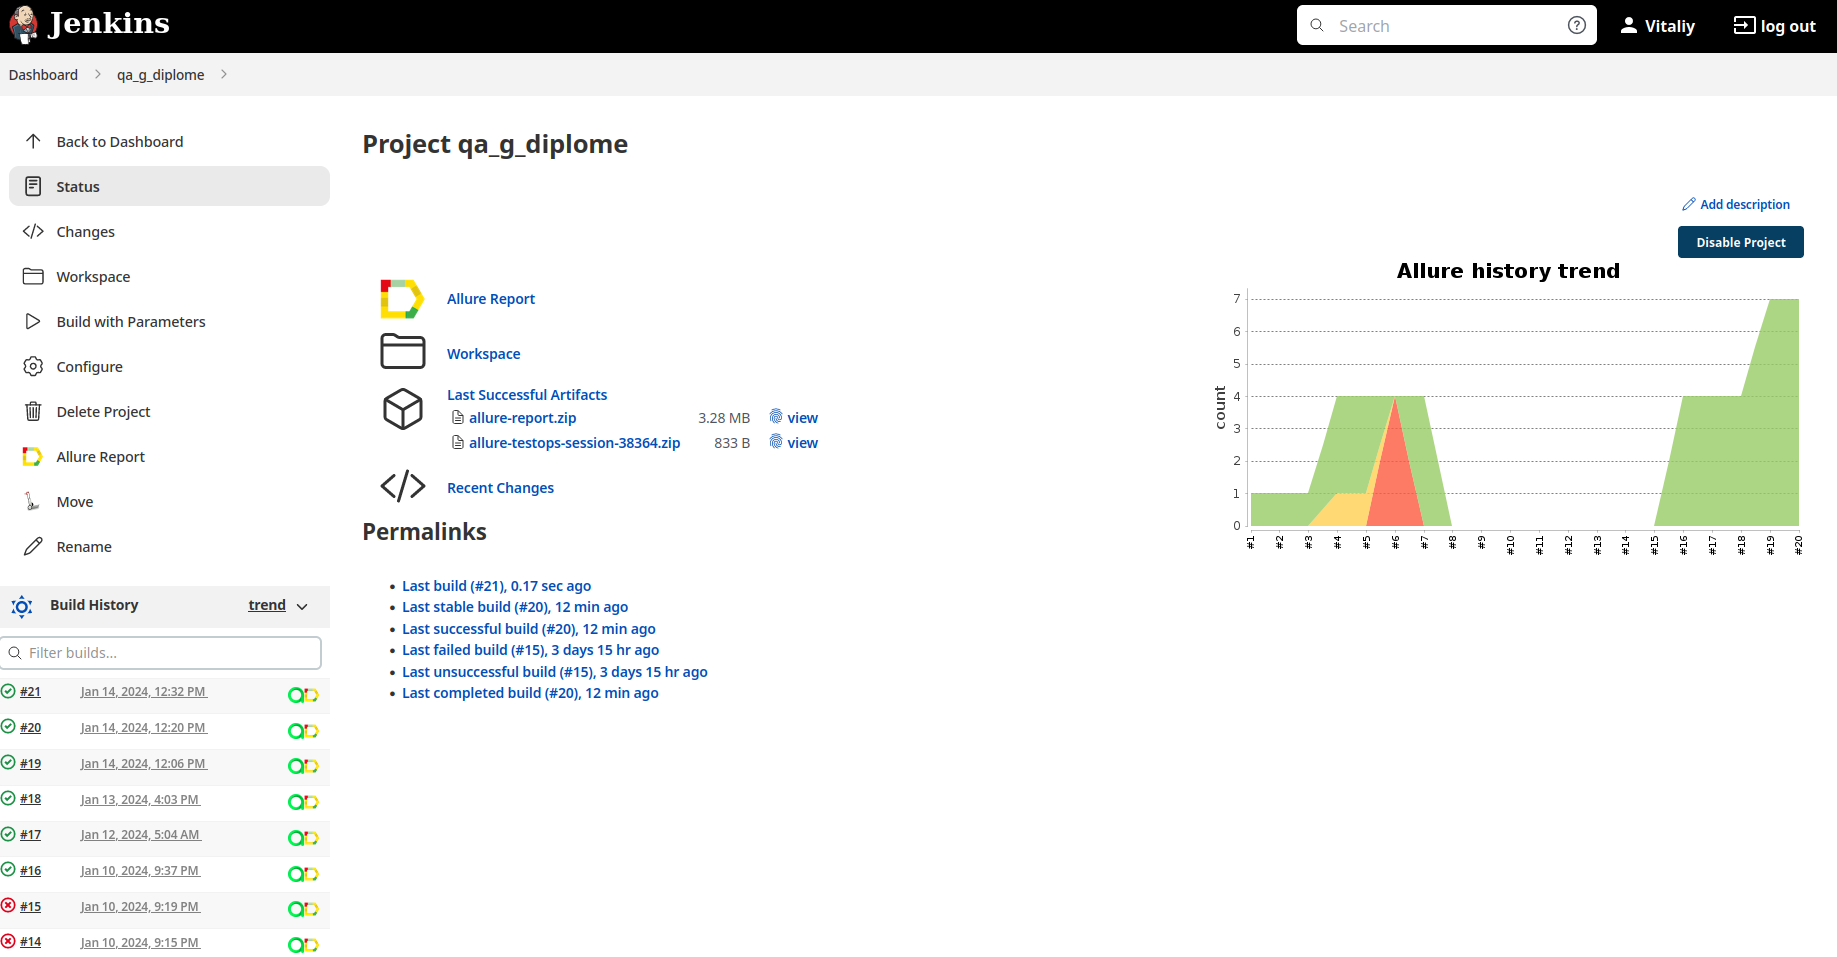 Jenkins
Search
Vitaliy
log out
Dashboard
qa_g_diplome
Back to Dashboard
Status
Changes
Workspace
Build with Parameters
Configure
Delete Project
Allure Report
Move
Rename
Build History
trend
Filter builds...
#21 Jan 14, 2024, 12:32 PM
#20 Jan 14, 2024, 12:20 PM
#19 Jan 14, 2024, 12:06 PM
#18 Jan 13, 2024, 4:03 PM
#17 Jan 12, 2024, 5:04 AM
#16 Jan 10, 2024, 9:37 PM
#15 Jan 10, 2024, 9:19 PM
#14 Jan 10, 2024, 9:15 PM
Project qa_g_diplome
Add description
Disable Project
Allure Report
Workspace
Last Successful Artifacts
allure-report.zip 3.28 MB view
allure-testops-session-38364.zip 833 B view
Recent Changes
Permalinks
Last build (#21), 0.17 sec ago
Last stable build (#20), 12 min ago
Last successful build (#20), 12 min ago
Last failed build (#15), 3 days 15 hr ago
Last unsuccessful build (#15), 3 days 15 hr ago
Last completed build (#20), 12 min ago
Allure history trend
count
7
6
5
4
3
2
1
0
#1 #2 #3 #4 #5 #6 #7 #8 #9 #10 #11 #12 #13 #14 #15 #16 #17 #18 #19 #20